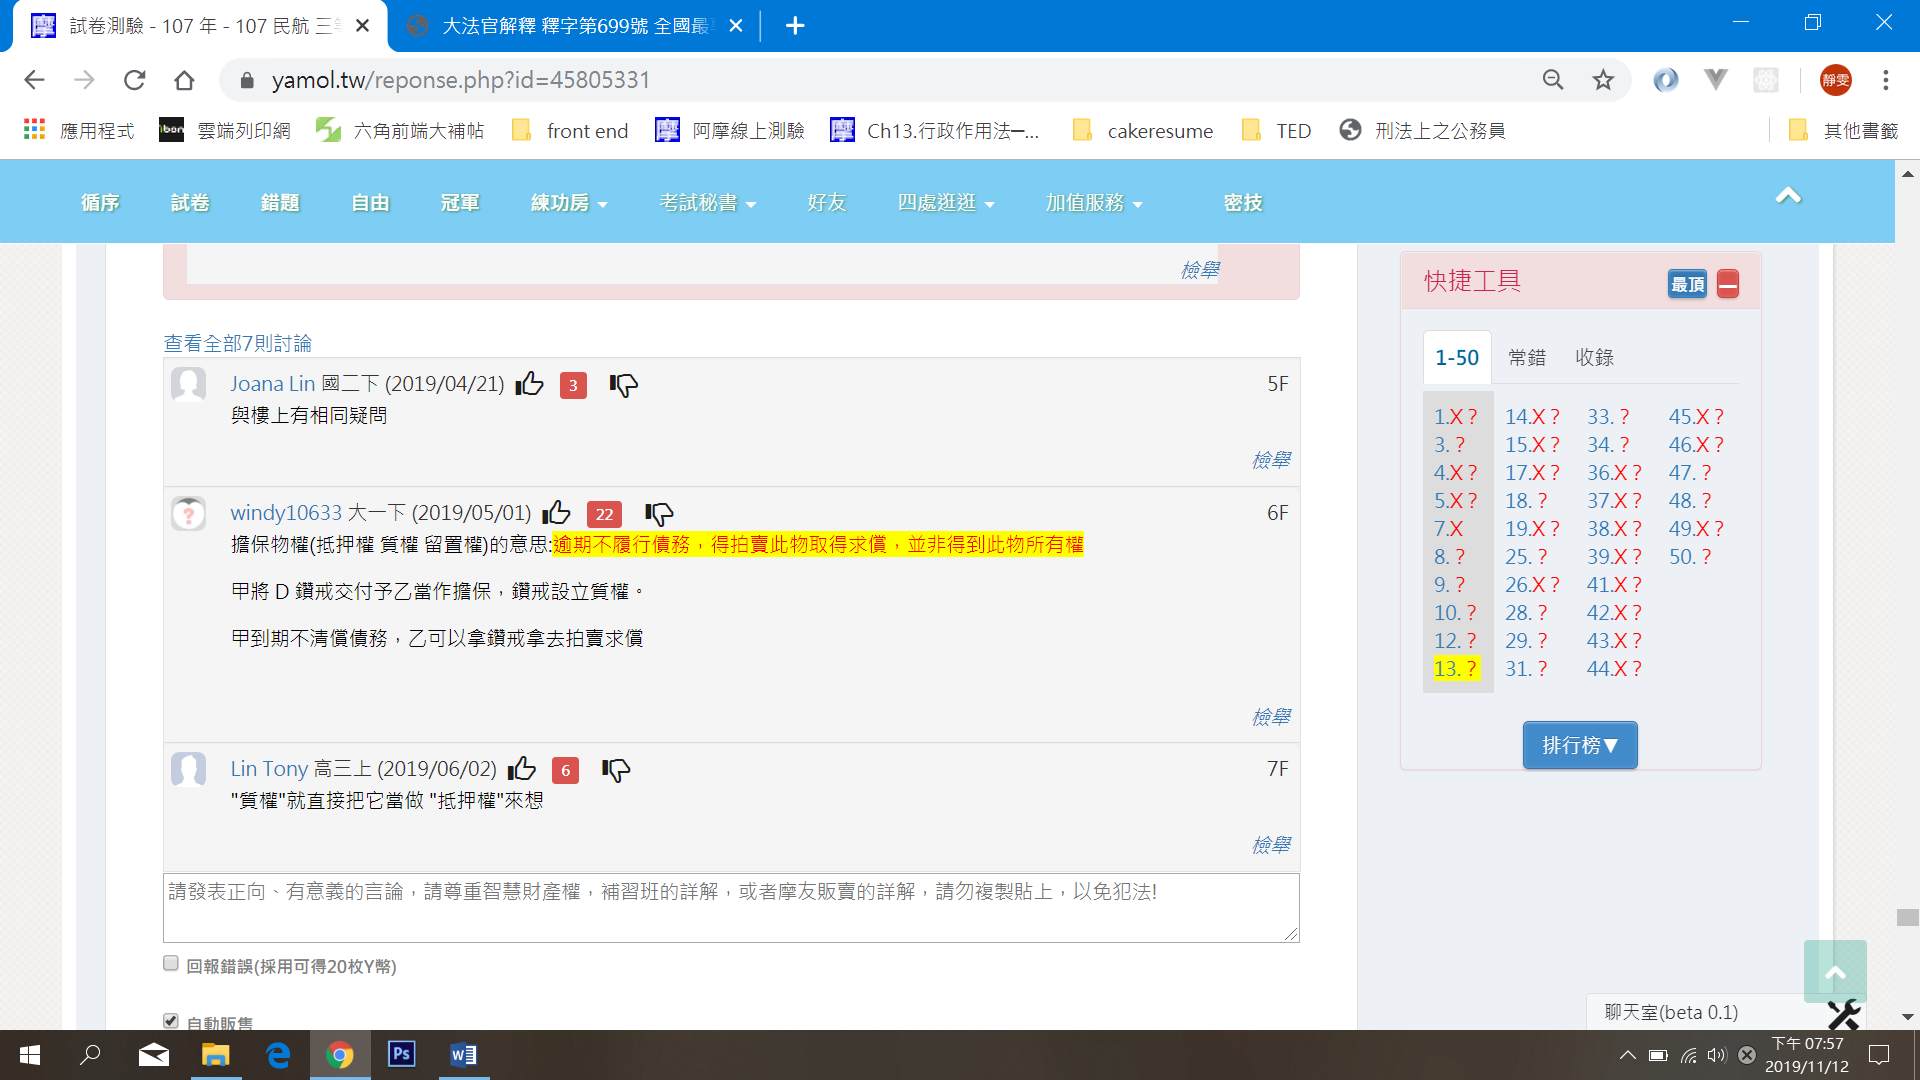 試卷測驗 - 107 年 - 107 民航 三
大法官解釋 釋字第699號 全國最
yamol.tw/reponse.php?id=45805331
靜雯
應用程式
ibon
雲端列印網
六角前端大補帖
front end
摩
阿摩線上測驗
摩
Ch13.行政作用法─...
cakeresume
TED
刑法上之公務員
其他書籤
循序 試卷 錯題 自由 冠軍 練功房 考試秘書 好友 四處逛逛 加值服務 密技
檢舉
查看全部7則討論
Joana Lin 國二下 (2019/04/21) 3 5F
與樓上有相同疑問
檢舉
windy10633 大一下 (2019/05/01) 22 6F
擔保物權(抵押權 質權 留置權)的意思:逾期不履行債務，得拍賣此物取得求償，並非得到此物所有權
甲將 D 鑽戒交付予乙當作擔保，鑽戒設立質權。
甲到期不清償債務，乙可以拿鑽戒拿去拍賣求償
檢舉
Lin Tony 高三上 (2019/06/02) 6 7F
"質權"就直接把它當做 "抵押權"來想
檢舉
請發表正向、有意義的言論，請尊重智慧財產權，補習班的詳解，或者摩友販賣的詳解，請勿複製貼上，以免犯法!
回報錯誤(採用可得20枚Y幣)
自動販售
快捷工具 最頂
1-50 常錯 收錄
1.X ? 14.X ? 33. ? 45.X ?
3. ? 15.X ? 34. ? 46.X ?
4.X ? 17.X ? 36.X ? 47. ?
5.X ? 18. ? 37.X ? 48. ?
7.X 19.X ? 38.X ? 49.X ?
8. ? 25. ? 39.X ? 50. ?
9. ? 26.X ? 41.X ?
10. ? 28. ? 42.X ?
12. ? 29. ? 43.X ?
13. ? 31. ? 44.X ?
排行榜▼
聊天室(beta 0.1)
Ps
下午 07:57
2019/11/12